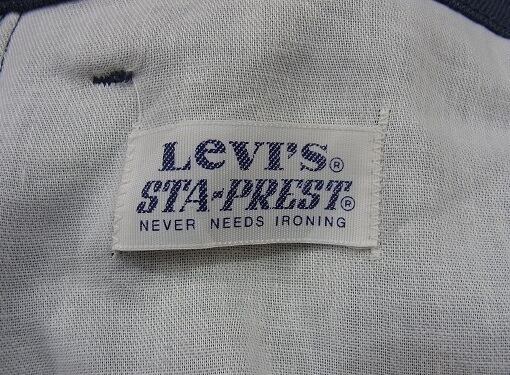 Levi's®
STA-PREST®
NEVER NEEDS IRONING